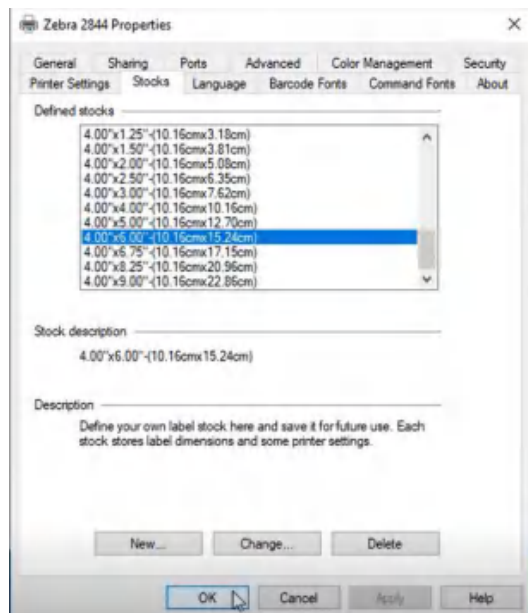 Zebra 2844 Properties
General Sharing Ports Advanced Color Management Security
Printer Settings Stocks Language Barcode Fonts Command Fonts About
Defined stocks
4.00"x1.25"-(10.16cmx3.18cm)
4.00"x1.50"-(10.16cmx3.81cm)
4.00"x2.00"-(10.16cmx5.08cm)
4.00"x2.50"-(10.16cmx6.35cm)
4.00"x3.00"-(10.16cmx7.62cm)
4.00"x4.00"-(10.16cmx10.16cm)
4.00"x5.00"-(10.16cmx12.70cm)
4.00"x6.00"-(10.16cmx15.24cm)
4.00"x6.75"-(10.16cmx17.15cm)
4.00"x8.25"-(10.16cmx20.96cm)
4.00"x9.00"-(10.16cmx22.86cm)
Stock description
4.00"x6.00"-(10.16cmx15.24cm)
Description
Define your own label stock here and save it for future use. Each
stock stores label dimensions and some printer settings.
New... Change... Delete
OK Cancel Apply Help